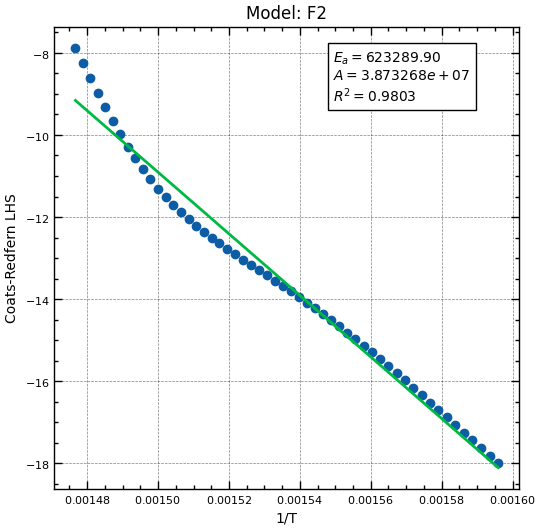 Model: F2
E_a = 623289.90
A = 3.873268e + 07
R^2 = 0.9803
Coats-Redfern LHS
−8
−10
−12
−14
−16
−18
0.00148 0.00150 0.00152 0.00154 0.00156 0.00158 0.00160
1/T